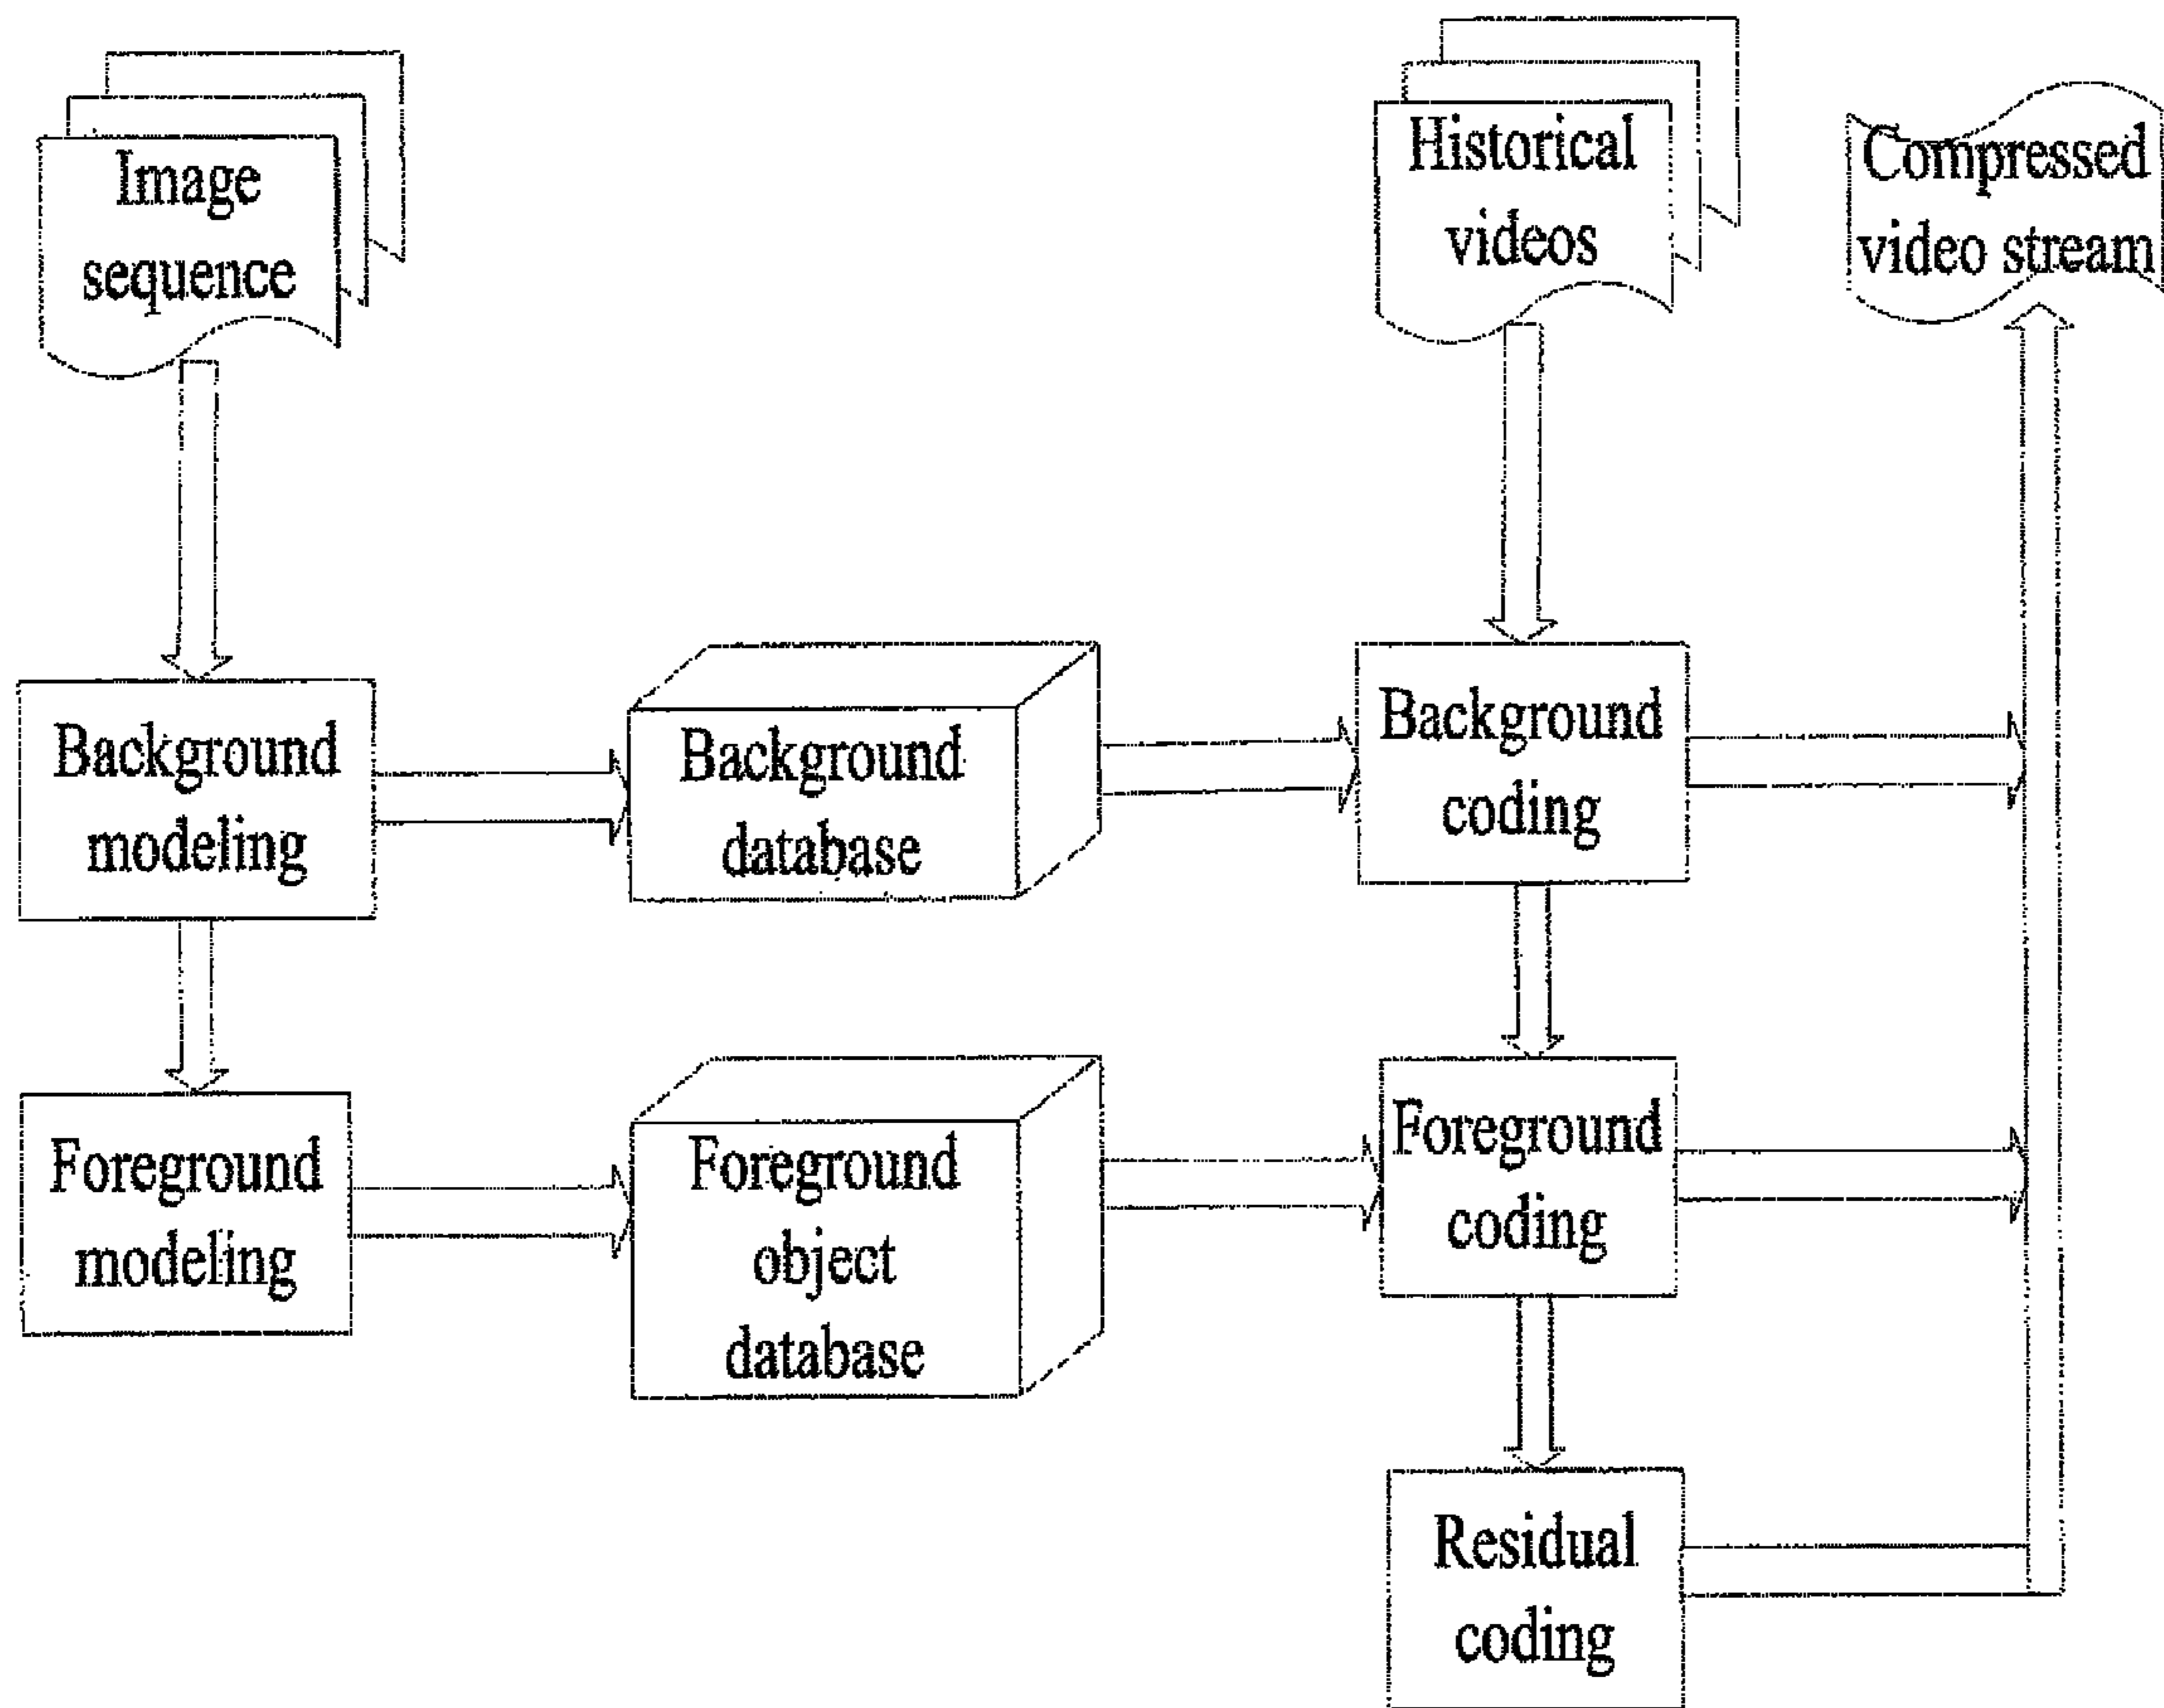 Image
sequence
Historical
videos
Compressed
video stream
Background
modeling
Background
database
Background
coding
Foreground
modeling
Foreground
object
database
Foreground
coding
Residual
coding